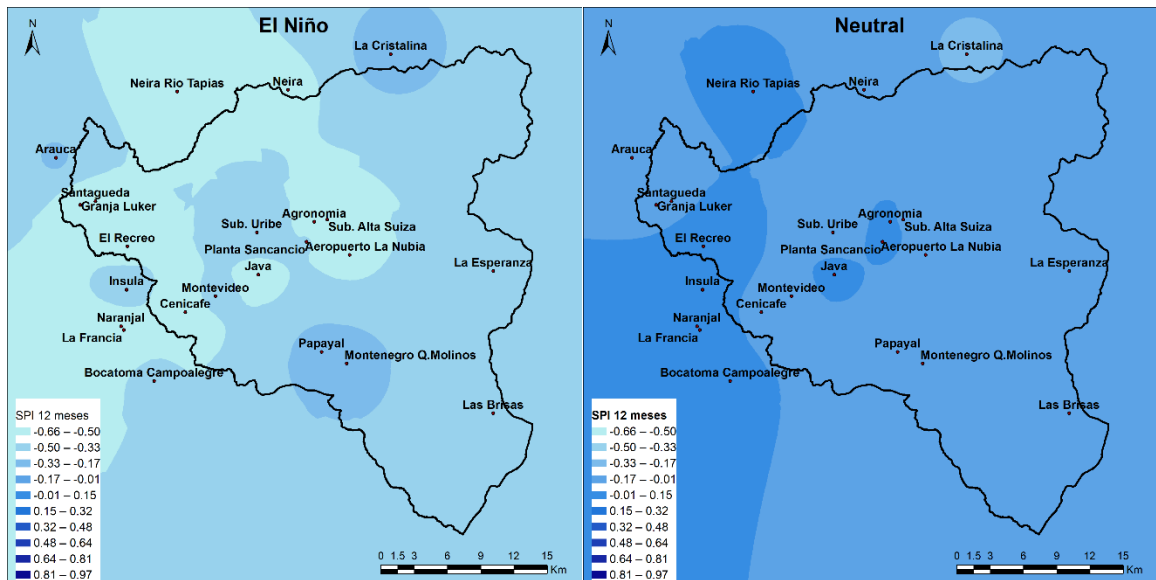 N
El Niño
La Cristalina
Neira Rio Tapias
Neira
Arauca
Santagueda
Granja Luker
Agronomia
Sub. Uribe
Sub. Alta Suiza
El Recreo
Planta Sancancio
Aeropuerto La Nubia
Java
La Esperanza
Insula
Montevideo
Cenicafe
Naranjal
La Francia
Papayal
Montenegro Q.Molinos
Bocatoma Campoalegre
Las Brisas
SPI 12 meses
-0.66 – -0.50
-0.50 – -0.33
-0.33 – -0.17
-0.17 – -0.01
-0.01 – 0.15
0.15 – 0.32
0.32 – 0.48
0.48 – 0.64
0.64 – 0.81
0.81 – 0.97
0 1.5 3 6 9 12 15
Km
N
Neutral
La Cristalina
Neira Rio Tapias
Neira
Arauca
Santagueda
Granja Luker
Agronomia
Sub. Uribe
Sub. Alta Suiza
El Recreo
Planta Sancancio
Aeropuerto La Nubia
Java
La Esperanza
Insula
Montevideo
Cenicafe
Naranjal
La Francia
Papayal
Montenegro Q.Molinos
Bocatoma Campoalegre
Las Brisas
SPI 12 meses
-0.66 – -0.50
-0.50 – -0.33
-0.33 – -0.17
-0.17 – -0.01
-0.01 – 0.15
0.15 – 0.32
0.32 – 0.48
0.48 – 0.64
0.64 – 0.81
0.81 – 0.97
0 1.5 3 6 9 12 15
Km